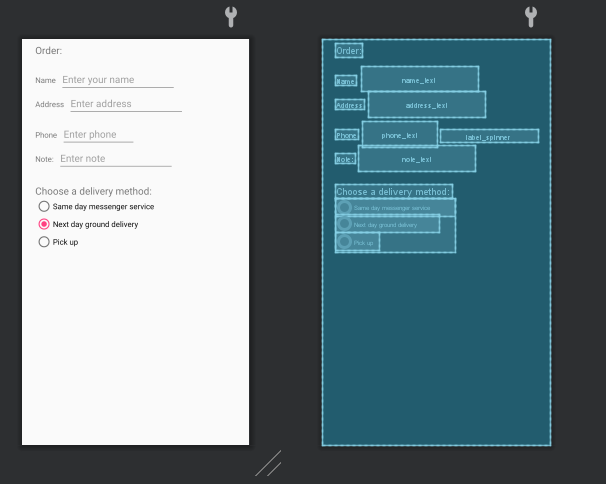 Order:
Name Enter your name
Address Enter address
Phone Enter phone
Note: Enter note
Choose a delivery method:
Same day messenger service
Next day ground delivery
Pick up
Order:
Name name_text
Address address_text
Phone phone_text label_spinner
Note: note_text
Choose a delivery method:
Same day messenger service
Next day ground delivery
Pick up